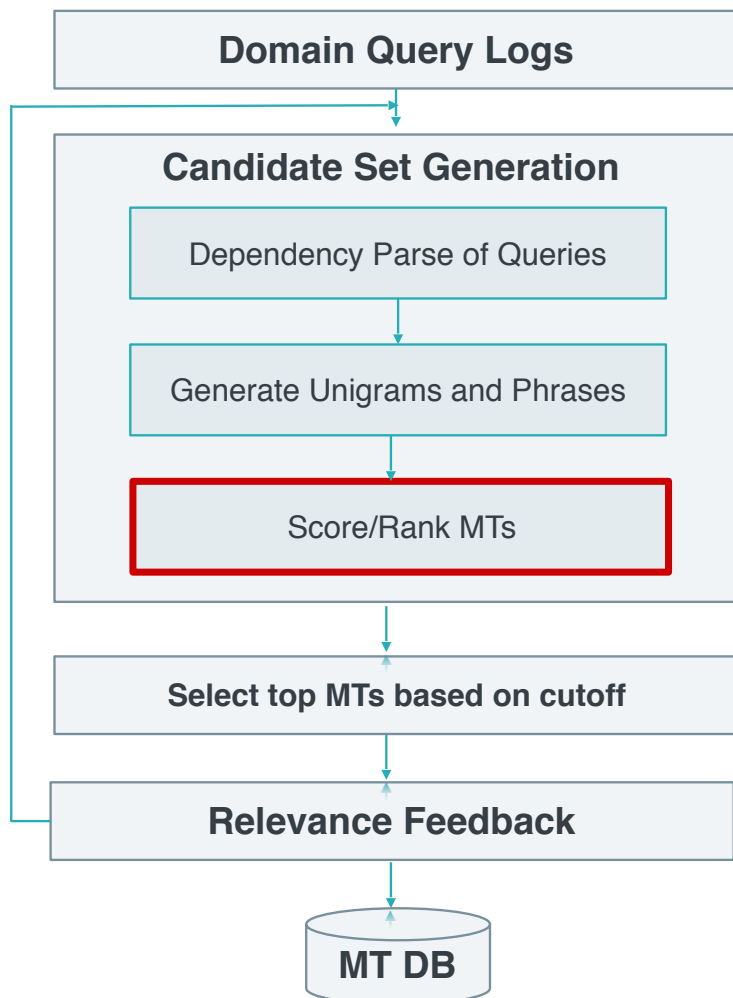 Domain Query Logs
Candidate Set Generation
Dependency Parse of Queries
Generate Unigrams and Phrases
Score/Rank MTs
Select top MTs based on cutoff
Relevance Feedback
MT DB